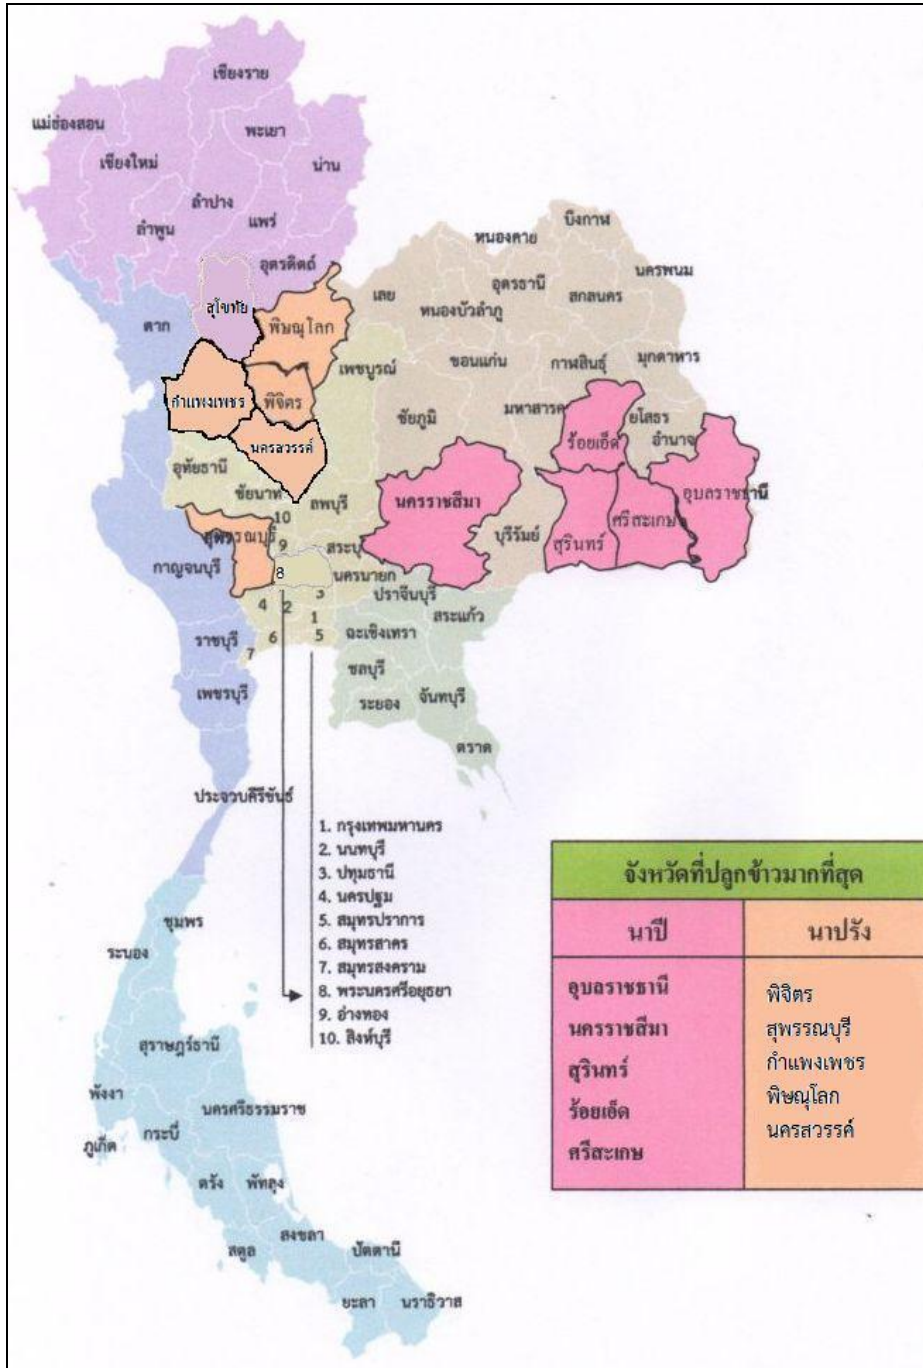 เชียงราย
แม่ฮ่องสอน
พะเยา
เชียงใหม่
น่าน
ลำปาง
ลำพูน
แพร่
อุตรดิตถ์
บึงกาฬ
หนองคาย
นครพนม
อุดรธานี
สกลนคร
เลย
หนองบัวลำภู
สุโขทัย
ตาก
พิษณุโลก
เพชบูรณ์
ขอนแก่น
กาฬสินธุ์
มุกดาหาร
กำแพงเพชร
พิจิตร
ชัยภูมิ
มหาสารค
ยโสธร
ร้อยเอ็ด
อำนาจ
นครสวรรค์
อุทัยธานี
ชัยนาท
ลพบุรี
นครราชสีมา
อุบลราชธานี
ศรีสะเกษ
บุรีรัมย์
สุรินทร์
10
สุพรรณบุรี
9
สระบุ
กาญจนบุรี
8
นครนายก
3
ปราจีนบุรี
4
2
1
สระแก้ว
ราชบุรี
6
5
ฉะเชิงเทรา
7
ชลบุรี
เพชรบุรี
ระยอง
จันทบุรี
ตราด
ประจวบคีรีขันธ์
1. กรุงเทพมหานคร
2. นนทบุรี
3. ปทุมธานี
4. นครปฐม
5. สมุทรปราการ
6. สมุทรสาคร
7. สมุทรสงคราม
8. พระนครศรีอยุธยา
9. อ่างทอง
10. สิงห์บุรี
ชุมพร
ระนอง
สุราษฎร์ธานี
พังงา
นครศรีธรรมราช
กระบี่
ภูเก็ต
ตรัง
พัทลุง
สงขลา
สตูล
ปัตตานี
ยะลา
นราธิวาส
จังหวัดที่ปลูกข้าวมากที่สุด
นาปี
นาปรัง
อุบลราชธานี
นครราชสีมา
สุรินทร์
ร้อยเอ็ด
ศรีสะเกษ
พิจิตร
สุพรรณบุรี
กำแพงเพชร
พิษณุโลก
นครสวรรค์